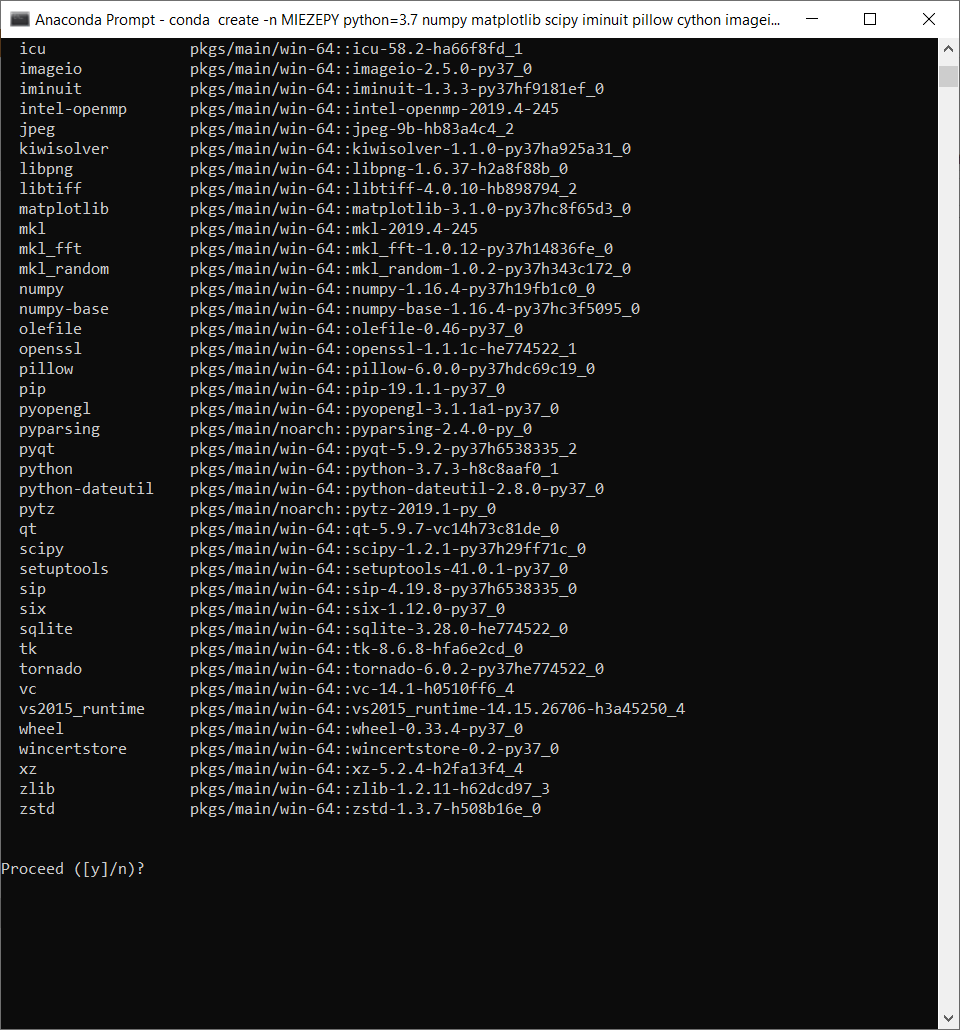 Anaconda Prompt - conda  create -n MIEZEPY python=3.7 numpy matplotlib scipy iminuit pillow cython imagei...
icu                pkgs/main/win-64::icu-58.2-ha66f8fd_1
imageio            pkgs/main/win-64::imageio-2.5.0-py37_0
iminuit            pkgs/main/win-64::iminuit-1.3.3-py37hf9181ef_0
intel-openmp       pkgs/main/win-64::intel-openmp-2019.4-245
jpeg               pkgs/main/win-64::jpeg-9b-hb83a4c4_2
kiwisolver         pkgs/main/win-64::kiwisolver-1.1.0-py37ha925a31_0
libpng             pkgs/main/win-64::libpng-1.6.37-h2a8f88b_0
libtiff            pkgs/main/win-64::libtiff-4.0.10-hb898794_2
matplotlib         pkgs/main/win-64::matplotlib-3.1.0-py37hc8f65d3_0
mkl                pkgs/main/win-64::mkl-2019.4-245
mkl_fft            pkgs/main/win-64::mkl_fft-1.0.12-py37h14836fe_0
mkl_random         pkgs/main/win-64::mkl_random-1.0.2-py37h343c172_0
numpy              pkgs/main/win-64::numpy-1.16.4-py37h19fb1c0_0
numpy-base         pkgs/main/win-64::numpy-base-1.16.4-py37hc3f5095_0
olefile            pkgs/main/win-64::olefile-0.46-py37_0
openssl            pkgs/main/win-64::openssl-1.1.1c-he774522_1
pillow             pkgs/main/win-64::pillow-6.0.0-py37hdc69c19_0
pip                pkgs/main/win-64::pip-19.1.1-py37_0
pyopengl           pkgs/main/win-64::pyopengl-3.1.1a1-py37_0
pyparsing          pkgs/main/noarch::pyparsing-2.4.0-py_0
pyqt               pkgs/main/win-64::pyqt-5.9.2-py37h6538335_2
python             pkgs/main/win-64::python-3.7.3-h8c8aaf0_1
python-dateutil    pkgs/main/win-64::python-dateutil-2.8.0-py37_0
pytz               pkgs/main/noarch::pytz-2019.1-py_0
qt                 pkgs/main/win-64::qt-5.9.7-vc14h73c81de_0
scipy              pkgs/main/win-64::scipy-1.2.1-py37h29ff71c_0
setuptools         pkgs/main/win-64::setuptools-41.0.1-py37_0
sip                pkgs/main/win-64::sip-4.19.8-py37h6538335_0
six                pkgs/main/win-64::six-1.12.0-py37_0
sqlite             pkgs/main/win-64::sqlite-3.28.0-he774522_0
tk                 pkgs/main/win-64::tk-8.6.8-hfa6e2cd_0
tornado            pkgs/main/win-64::tornado-6.0.2-py37he774522_0
vc                 pkgs/main/win-64::vc-14.1-h0510ff6_4
vs2015_runtime     pkgs/main/win-64::vs2015_runtime-14.15.26706-h3a45250_4
wheel              pkgs/main/win-64::wheel-0.33.4-py37_0
wincertstore       pkgs/main/win-64::wincertstore-0.2-py37_0
xz                 pkgs/main/win-64::xz-5.2.4-h2fa13f4_4
zlib               pkgs/main/win-64::zlib-1.2.11-h62dcd97_3
zstd               pkgs/main/win-64::zstd-1.3.7-h508b16e_0
Proceed ([y]/n)?